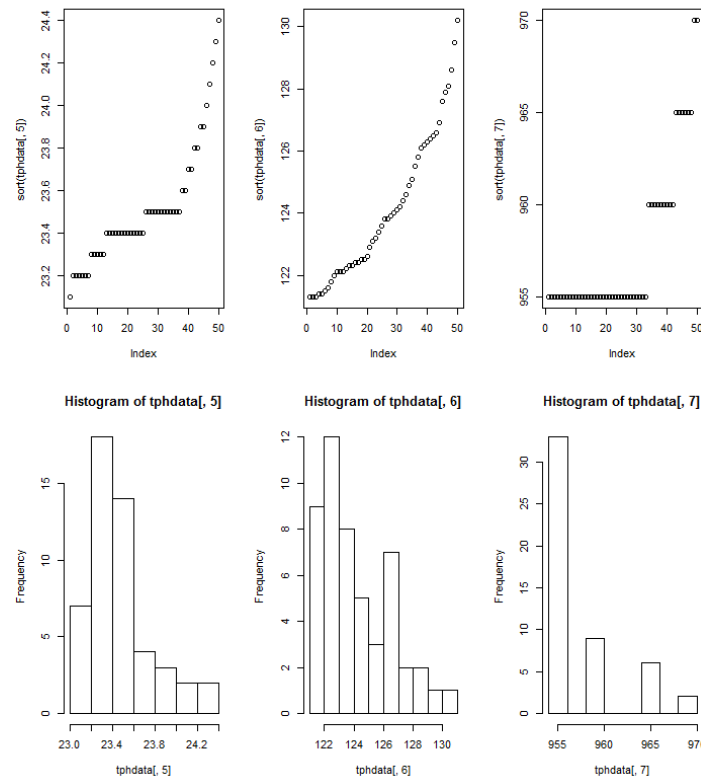 sort(tphdata[, 5])
23.2 23.4 23.6 23.8 24.0 24.2 24.4
0 10 20 30 40 50
Index
sort(tphdata[, 6])
122 124 126 128 130
0 10 20 30 40 50
Index
sort(tphdata[, 7])
955 960 965 970
0 10 20 30 40 50
Index
Histogram of tphdata[, 5]
Frequency
0 5 10 15
23.0 23.4 23.8 24.2
tphdata[, 5]
Histogram of tphdata[, 6]
Frequency
0 2 4 6 8 10 12
122 124 126 128 130
tphdata[, 6]
Histogram of tphdata[, 7]
Frequency
0 5 10 15 20 25 30
955 960 965 970
tphdata[, 7]